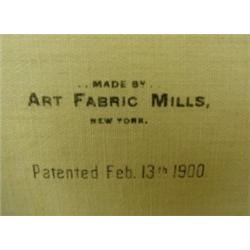 .. MADE BY .
ART FABRIC MILLS,
NEW YORK.
Patented Feb. 13th 1900